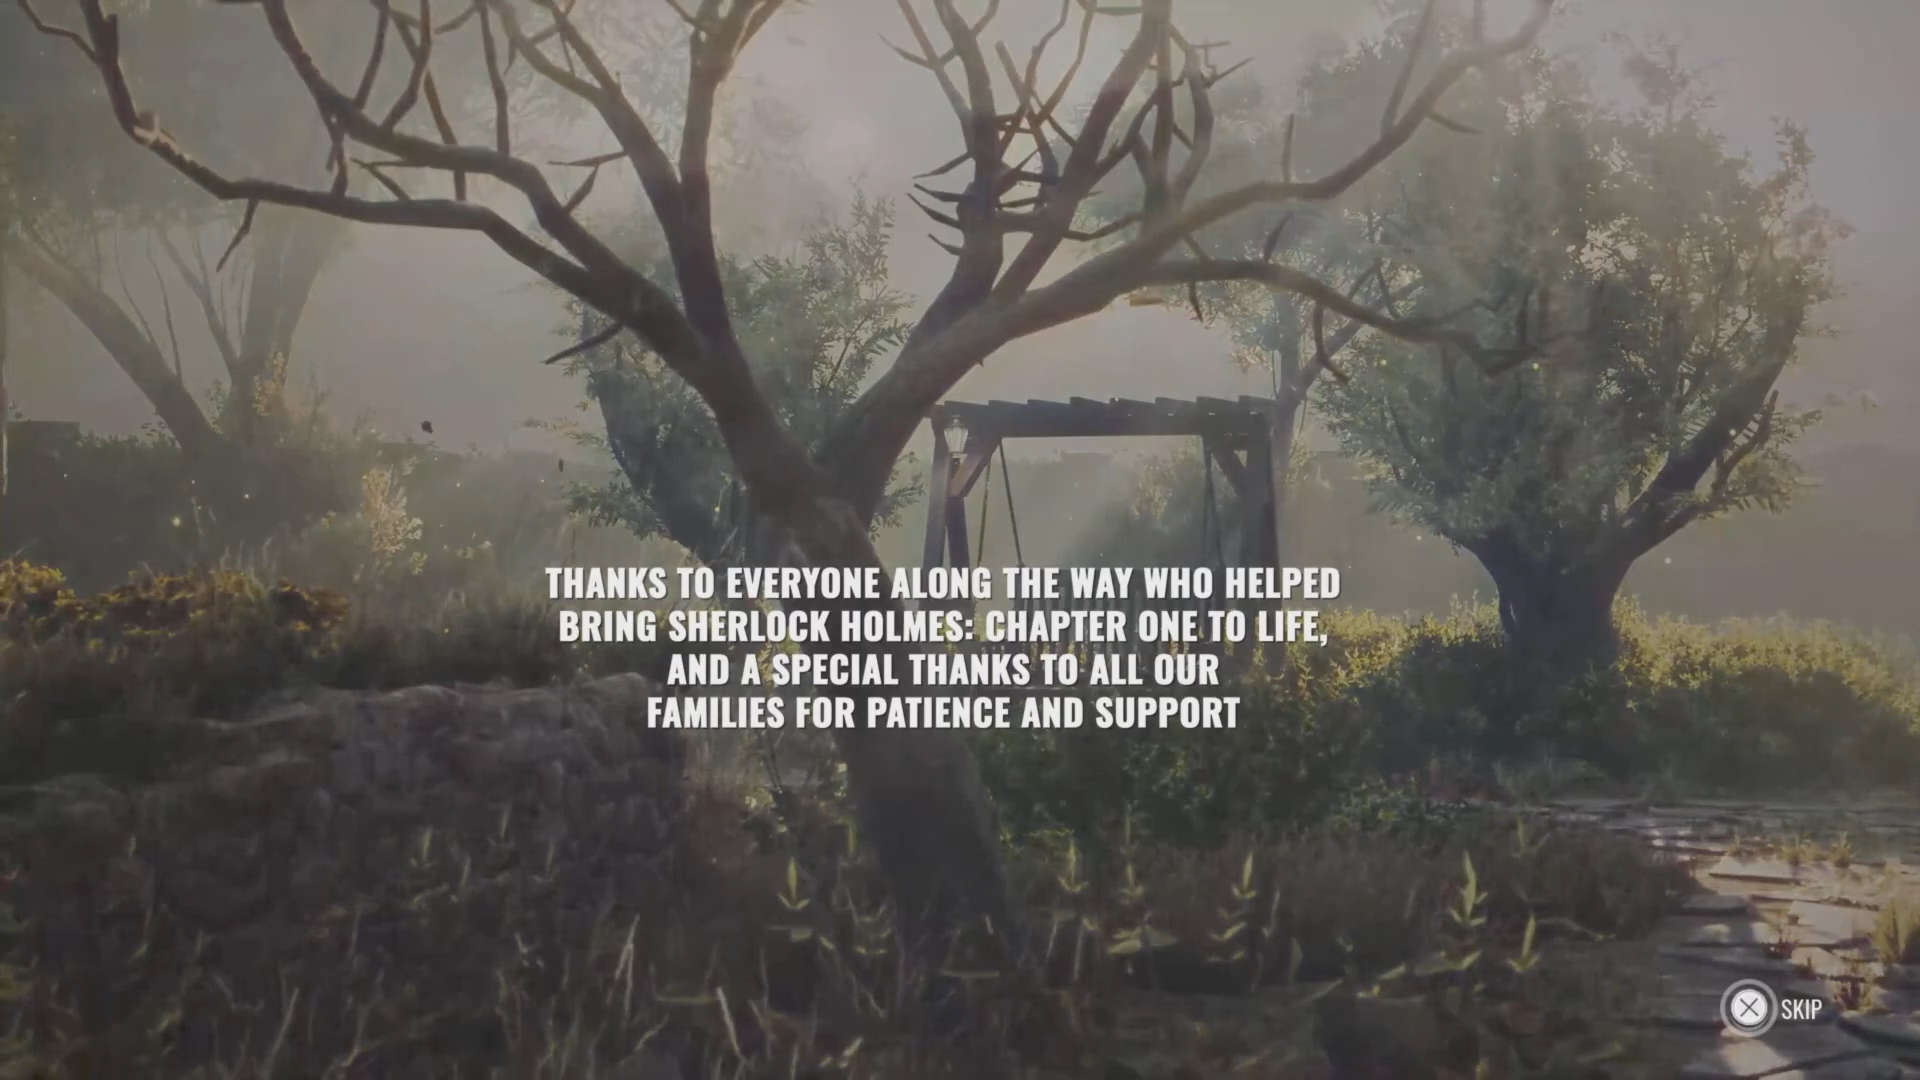 THANKS TO EVERYONE ALONG THE WAY WHO HELPED
BRING SHERLOCK HOLMES: CHAPTER ONE TO LIFE,
AND A SPECIAL THANKS TO ALL OUR
FAMILIES FOR PATIENCE AND SUPPORT
SKIP